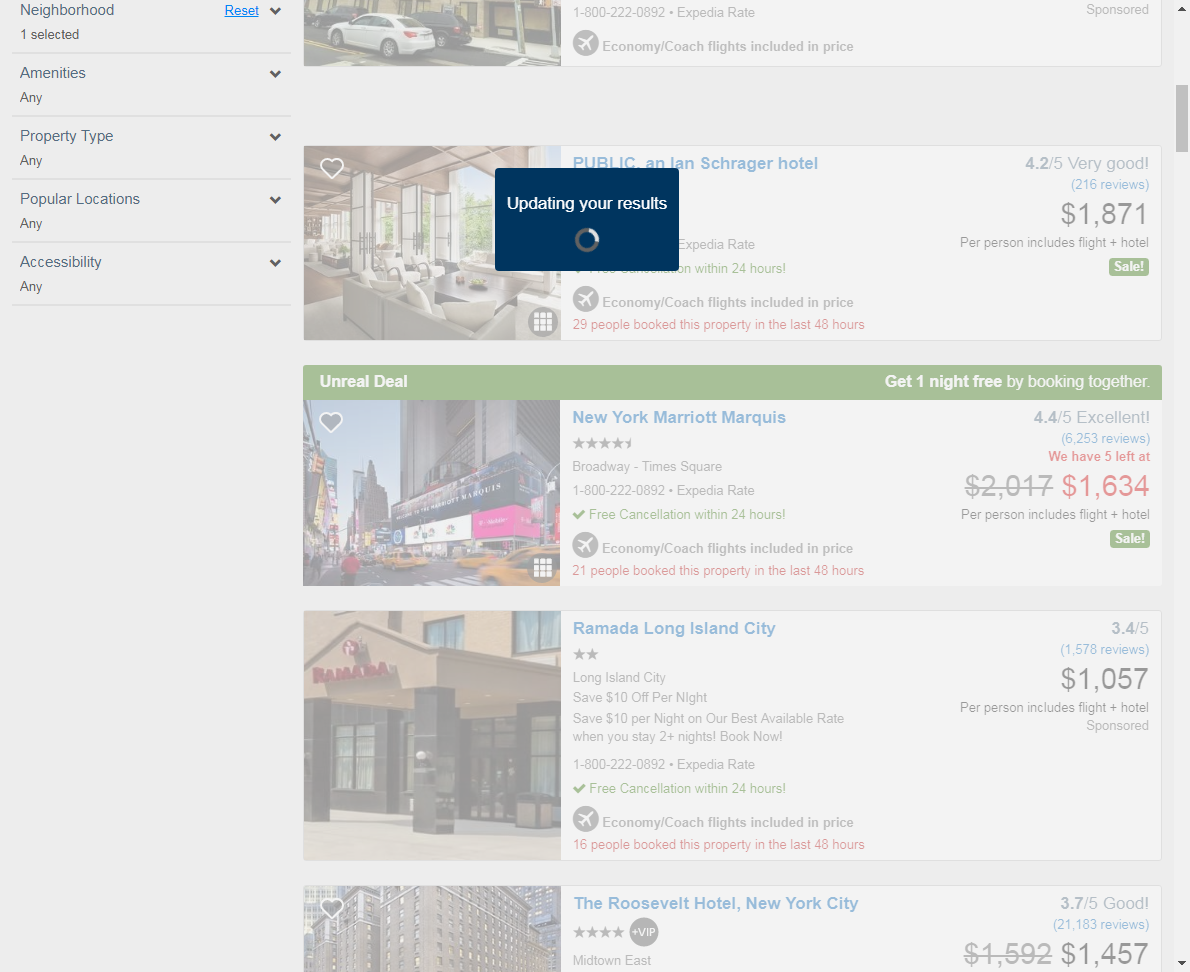 Neighborhood
Reset
1 selected
Amenities
Any
Property Type
Any
Popular Locations
Any
Accessibility
Any
1-800-222-0892 • Expedia Rate
Sponsored
Economy/Coach flights included in price
PUBLIC, an Ian Schrager hotel
4.2/5 Very good!
(216 reviews)
$1,871
Updating your results
Expedia Rate
Per person includes flight + hotel
Free Cancellation within 24 hours!
Sale!
Economy/Coach flights included in price
29 people booked this property in the last 48 hours
Unreal Deal
Get 1 night free by booking together.
New York Marriott Marquis
4.4/5 Excellent!
(6,253 reviews)
We have 5 left at
Broadway - Times Square
$2,017 $1,634
1-800-222-0892 • Expedia Rate
Per person includes flight + hotel
Free Cancellation within 24 hours!
Sale!
Economy/Coach flights included in price
21 people booked this property in the last 48 hours
WELCOME TO THE MARRIOTT MARQUIS
RAMADA
Ramada Long Island City
3.4/5
(1,578 reviews)
Long Island City
$1,057
Save $10 Off Per NIght
Save $10 per Night on Our Best Available Rate
when you stay 2+ nights! Book Now!
Per person includes flight + hotel
Sponsored
1-800-222-0892 • Expedia Rate
Free Cancellation within 24 hours!
Economy/Coach flights included in price
16 people booked this property in the last 48 hours
The Roosevelt Hotel, New York City
3.7/5 Good!
(21,183 reviews)
+VIP
Midtown East
$1,592 $1,457